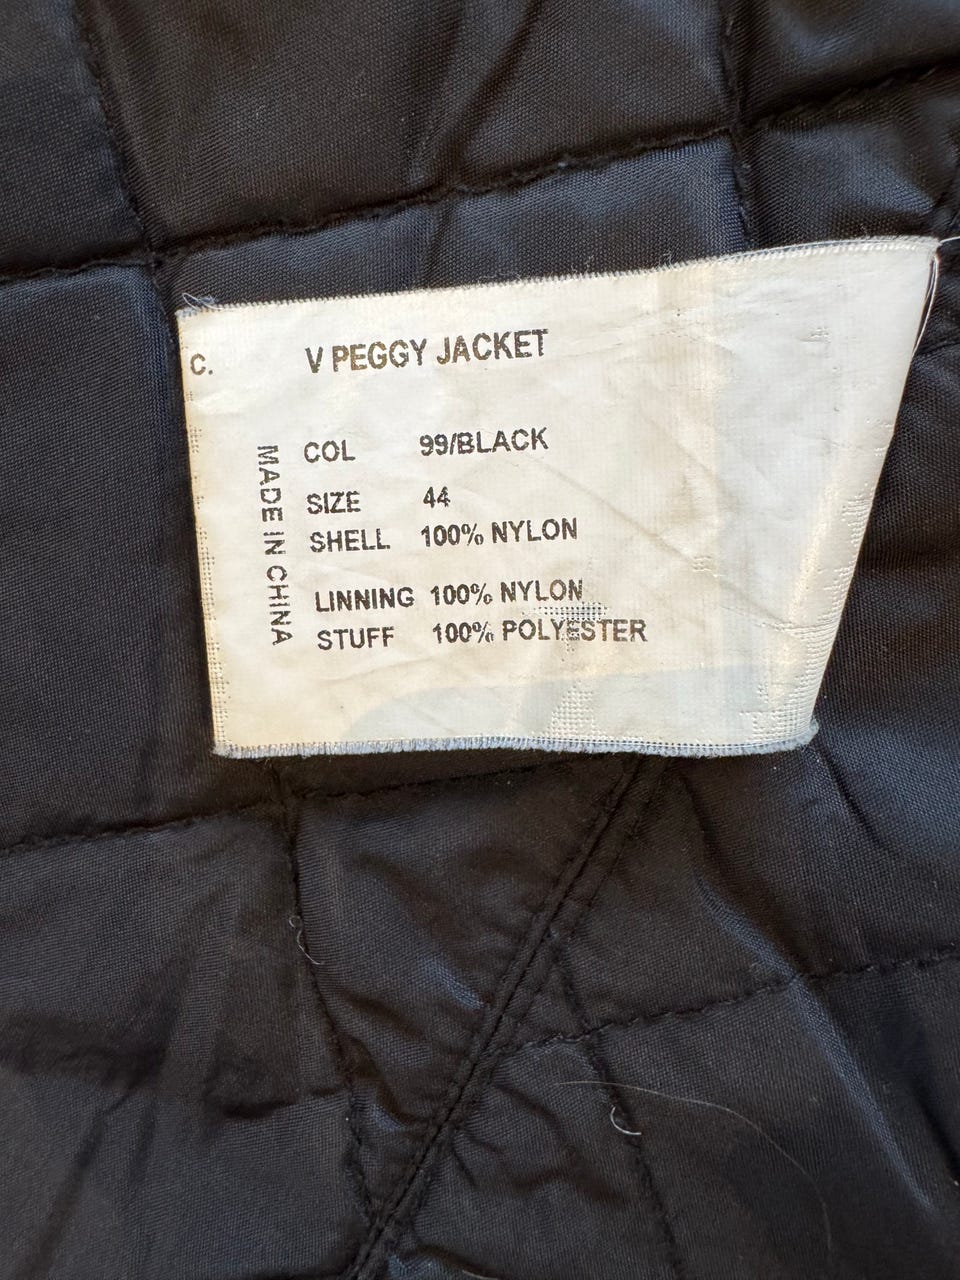 C.
V PEGGY JACKET
COL 99/BLACK
SIZE 44
SHELL 100% NYLON
LINNING 100% NYLON
STUFF 100% POLYESTER
MADE IN CHINA